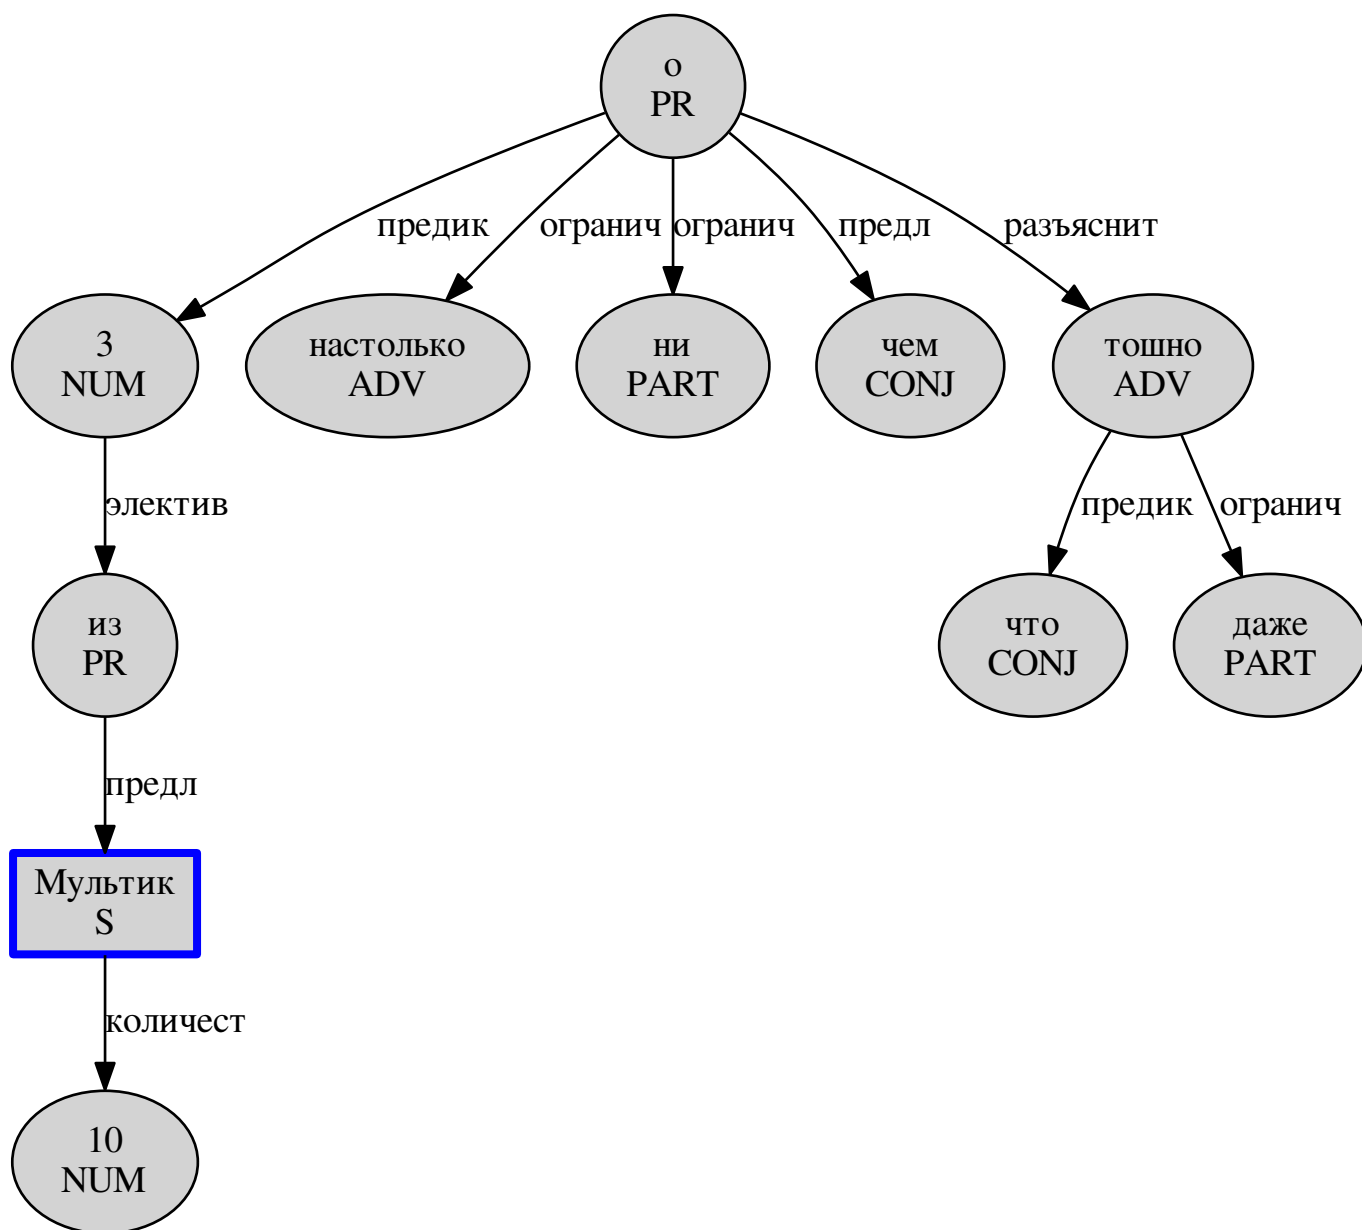 о
PR
предик
огранич
огранич
предл
разъяснит
3
NUM
настолько
ADV
ни
PART
чем
CONJ
тошно
ADV
электив
предик
огранич
из
PR
что
CONJ
даже
PART
предл
Мультик
S
количест
10
NUM